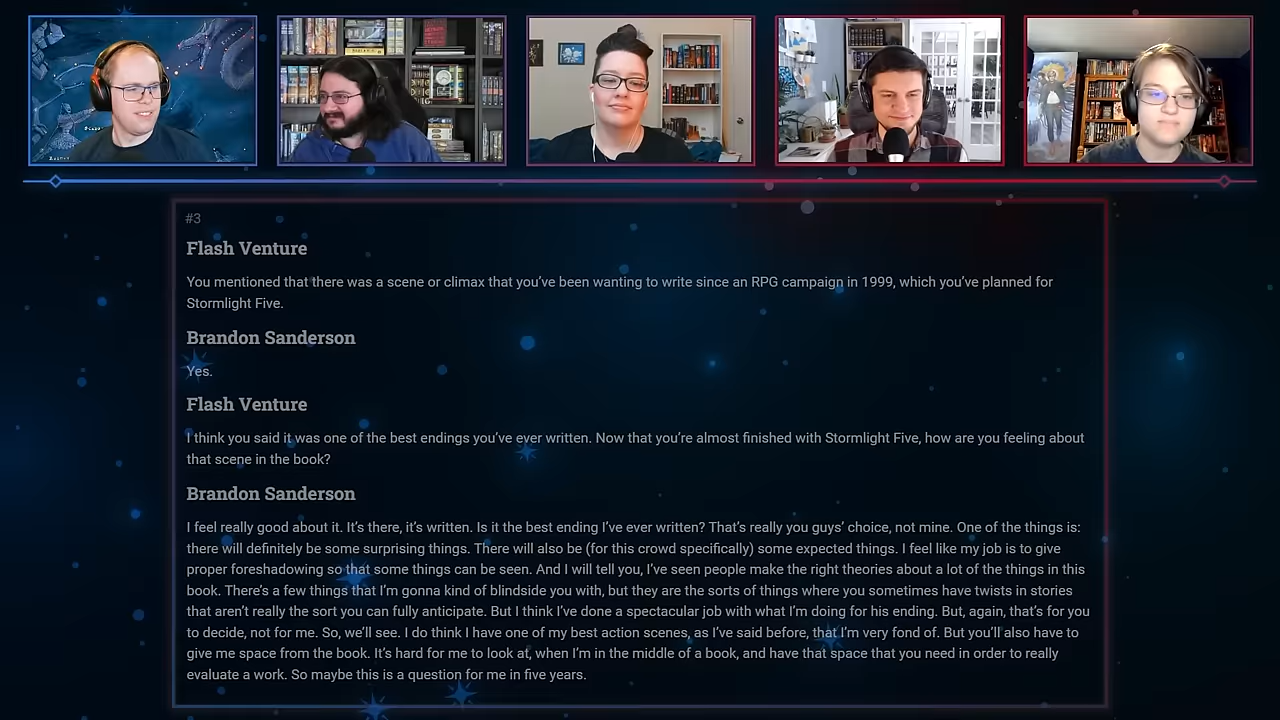 #3
Flash Venture
You mentioned that there was a scene or climax that you've been wanting to write since an RPG campaign in 1999, which you've planned for
Stormlight Five.
Brandon Sanderson
Yes.
Flash Venture
I think you said it was one of the best endings you've ever written. Now that you're almost finished with Stormlight Five, how are you feeling about
that scene in the book?
Brandon Sanderson
I feel really good about it. It's there, it's written. Is it the best ending I've ever written? That's really you guys' choice, not mine. One of the things is:
there will definitely be some surprising things. There will also be (for this crowd specifically) some expected things. I feel like my job is to give
proper foreshadowing so that some things can be seen. And I will tell you, I've seen people make the right theories about a lot of the things in this
book. There's a few things that I'm gonna kind of blindside you with, but they are the sorts of things where you sometimes have twists in stories
that aren't really the sort you can fully anticipate. But I think I've done a spectacular job with what I'm doing for his ending. But, again, that's for you
to decide, not for me. So, we'll see. I do think I have one of my best action scenes, as I've said before, that I'm very fond of. But you'll also have to
give me space from the book. It's hard for me to look at, when I'm in the middle of a book, and have that space that you need in order to really
evaluate a work. So maybe this is a question for me in five years.